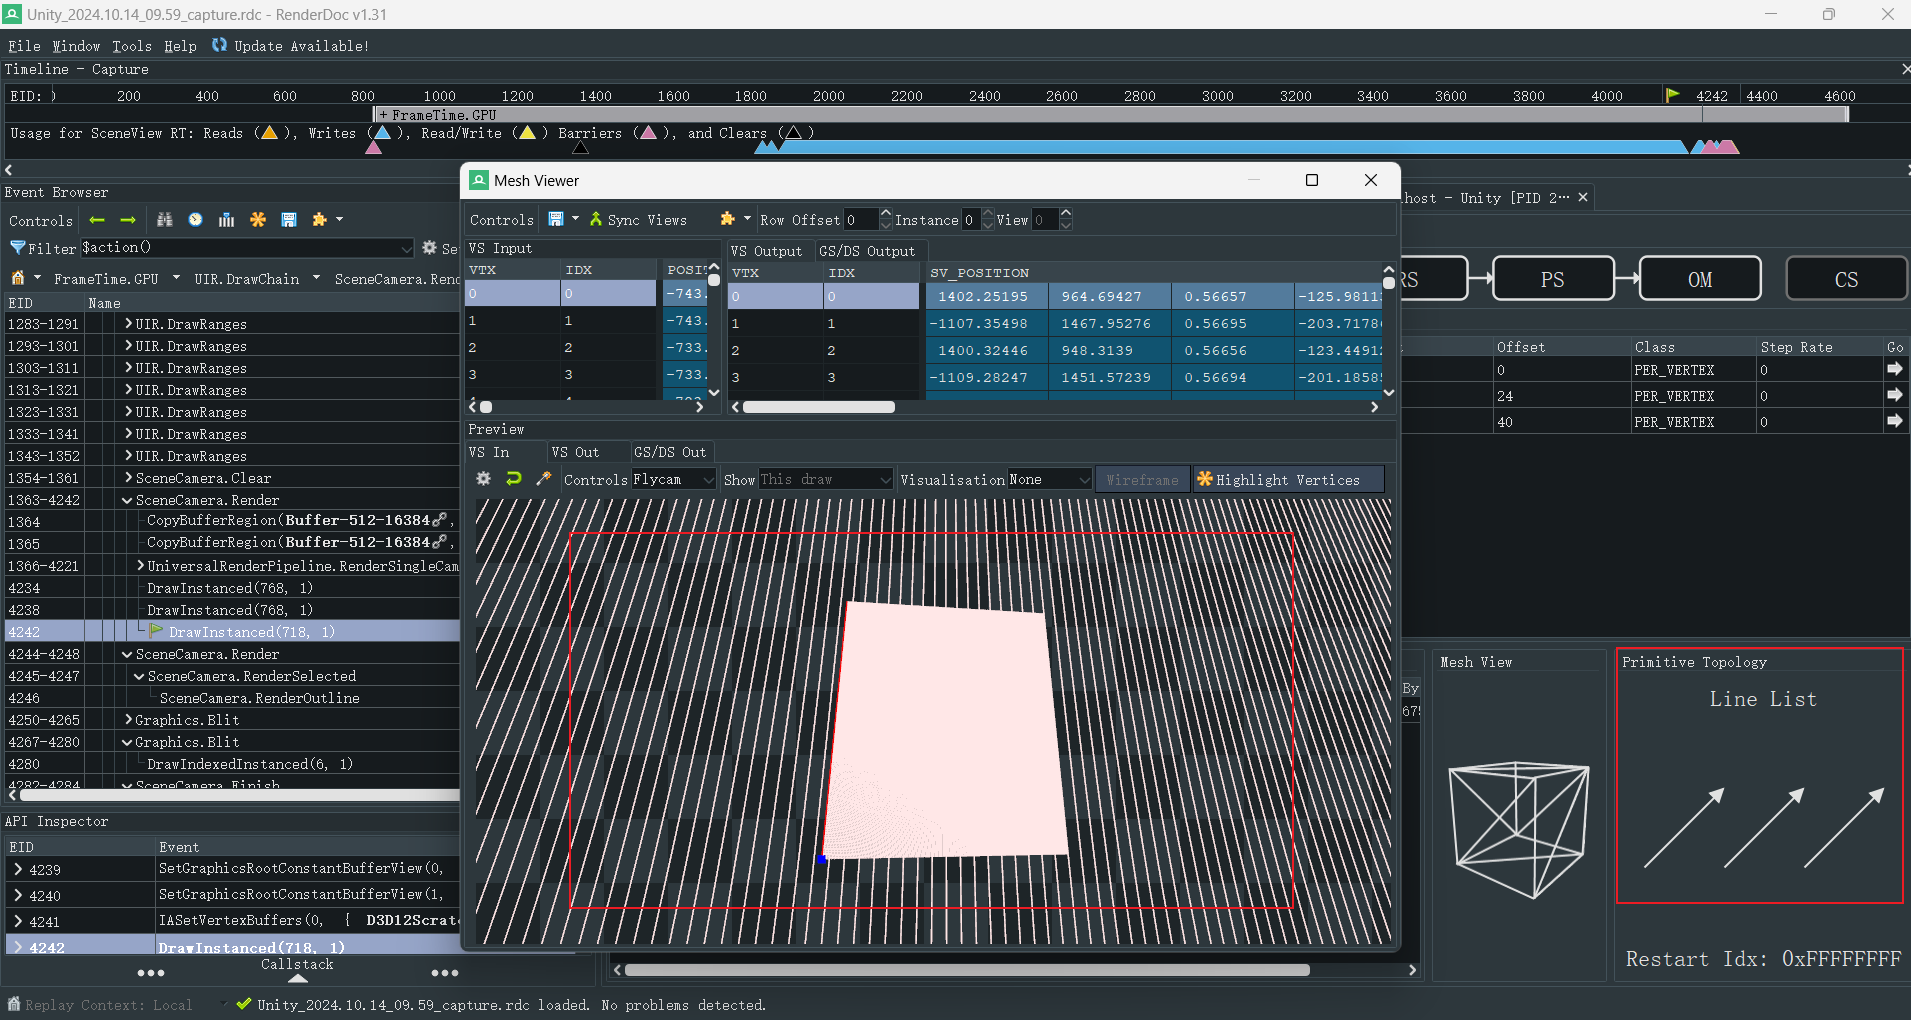 Unity_2024.10.14_09.59_capture.rdc - RenderDoc v1.31
File Window Tools Help Update Available!
Timeline - Capture
EID: 200 400 600 800 1000 1200 1400 1600 1800 2000 2200 2400 2600 2800 3000 3200 3400 3600 3800 4000 4242 4400 4600
+ FrameTime.GPU
Usage for SceneView RT: Reads ( ), Writes ( ), Read/Write ( ) Barriers ( ), and Clears ( )
Event Browser
Controls
Filter $action()
FrameTime.GPU UIR.DrawChain
EID Name
1283-1291 UIR.DrawRanges
1293-1301 UIR.DrawRanges
1303-1311 UIR.DrawRanges
1313-1321 UIR.DrawRanges
1323-1331 UIR.DrawRanges
1333-1341 UIR.DrawRanges
1343-1352 UIR.DrawRanges
1354-1361 SceneCamera.Clear
1363-4242 SceneCamera.Render
1364 CopyBufferRegion(Buffer-512-16384 ,
1365 CopyBufferRegion(Buffer-512-16384 ,
1366-4221 UniversalRenderPipeline.RenderSingleCam
4234 DrawInstanced(768, 1)
4238 DrawInstanced(768, 1)
4242 DrawInstanced(718, 1)
4244-4248 SceneCamera.Render
4245-4247 SceneCamera.RenderSelected
4246 SceneCamera.RenderOutline
4250-4265 Graphics.Blit
4267-4280 Graphics.Blit
4280 DrawIndexedInstanced(6, 1)
4282-4284 SceneCamera.Finish
API Inspector
EID Event
4239 SetGraphicsRootConstantBufferView(0,
4240 SetGraphicsRootConstantBufferView(1,
4241 IASetVertexBuffers(0, { D3D12Scrat
4242 DrawInstanced(718, 1)
Callstack
Replay Context: Local Unity_2024.10.14_09.59_capture.rdc loaded. No problems detected.
Mesh Viewer
Controls Sync Views Row Offset 0 Instance 0 View 0
VS Input
VTX IDX POSIT
0 0 -743.
1 1 -743.
2 2 -733.
3 3 -733.
VS Output GS/DS Output
VTX IDX SV_POSITION
0 0 1402.25195 964.69427 0.56657 -125.9811
1 1 -1107.35498 1467.95276 0.56695 -203.7178
2 2 1400.32446 948.3139 0.56656 -123.4491
3 3 -1109.28247 1451.57239 0.56694 -201.1858
Preview
VS In VS Out GS/DS Out
Controls Flycam Show This draw Visualisation None Wireframe Highlight Vertices
host - Unity [PID 2…
RS PS OM CS
Offset Class Step Rate Go
0 PER_VERTEX 0
24 PER_VERTEX 0
40 PER_VERTEX 0
By
675
Mesh View
Primitive Topology
Line List
Restart Idx: 0xFFFFFFFF